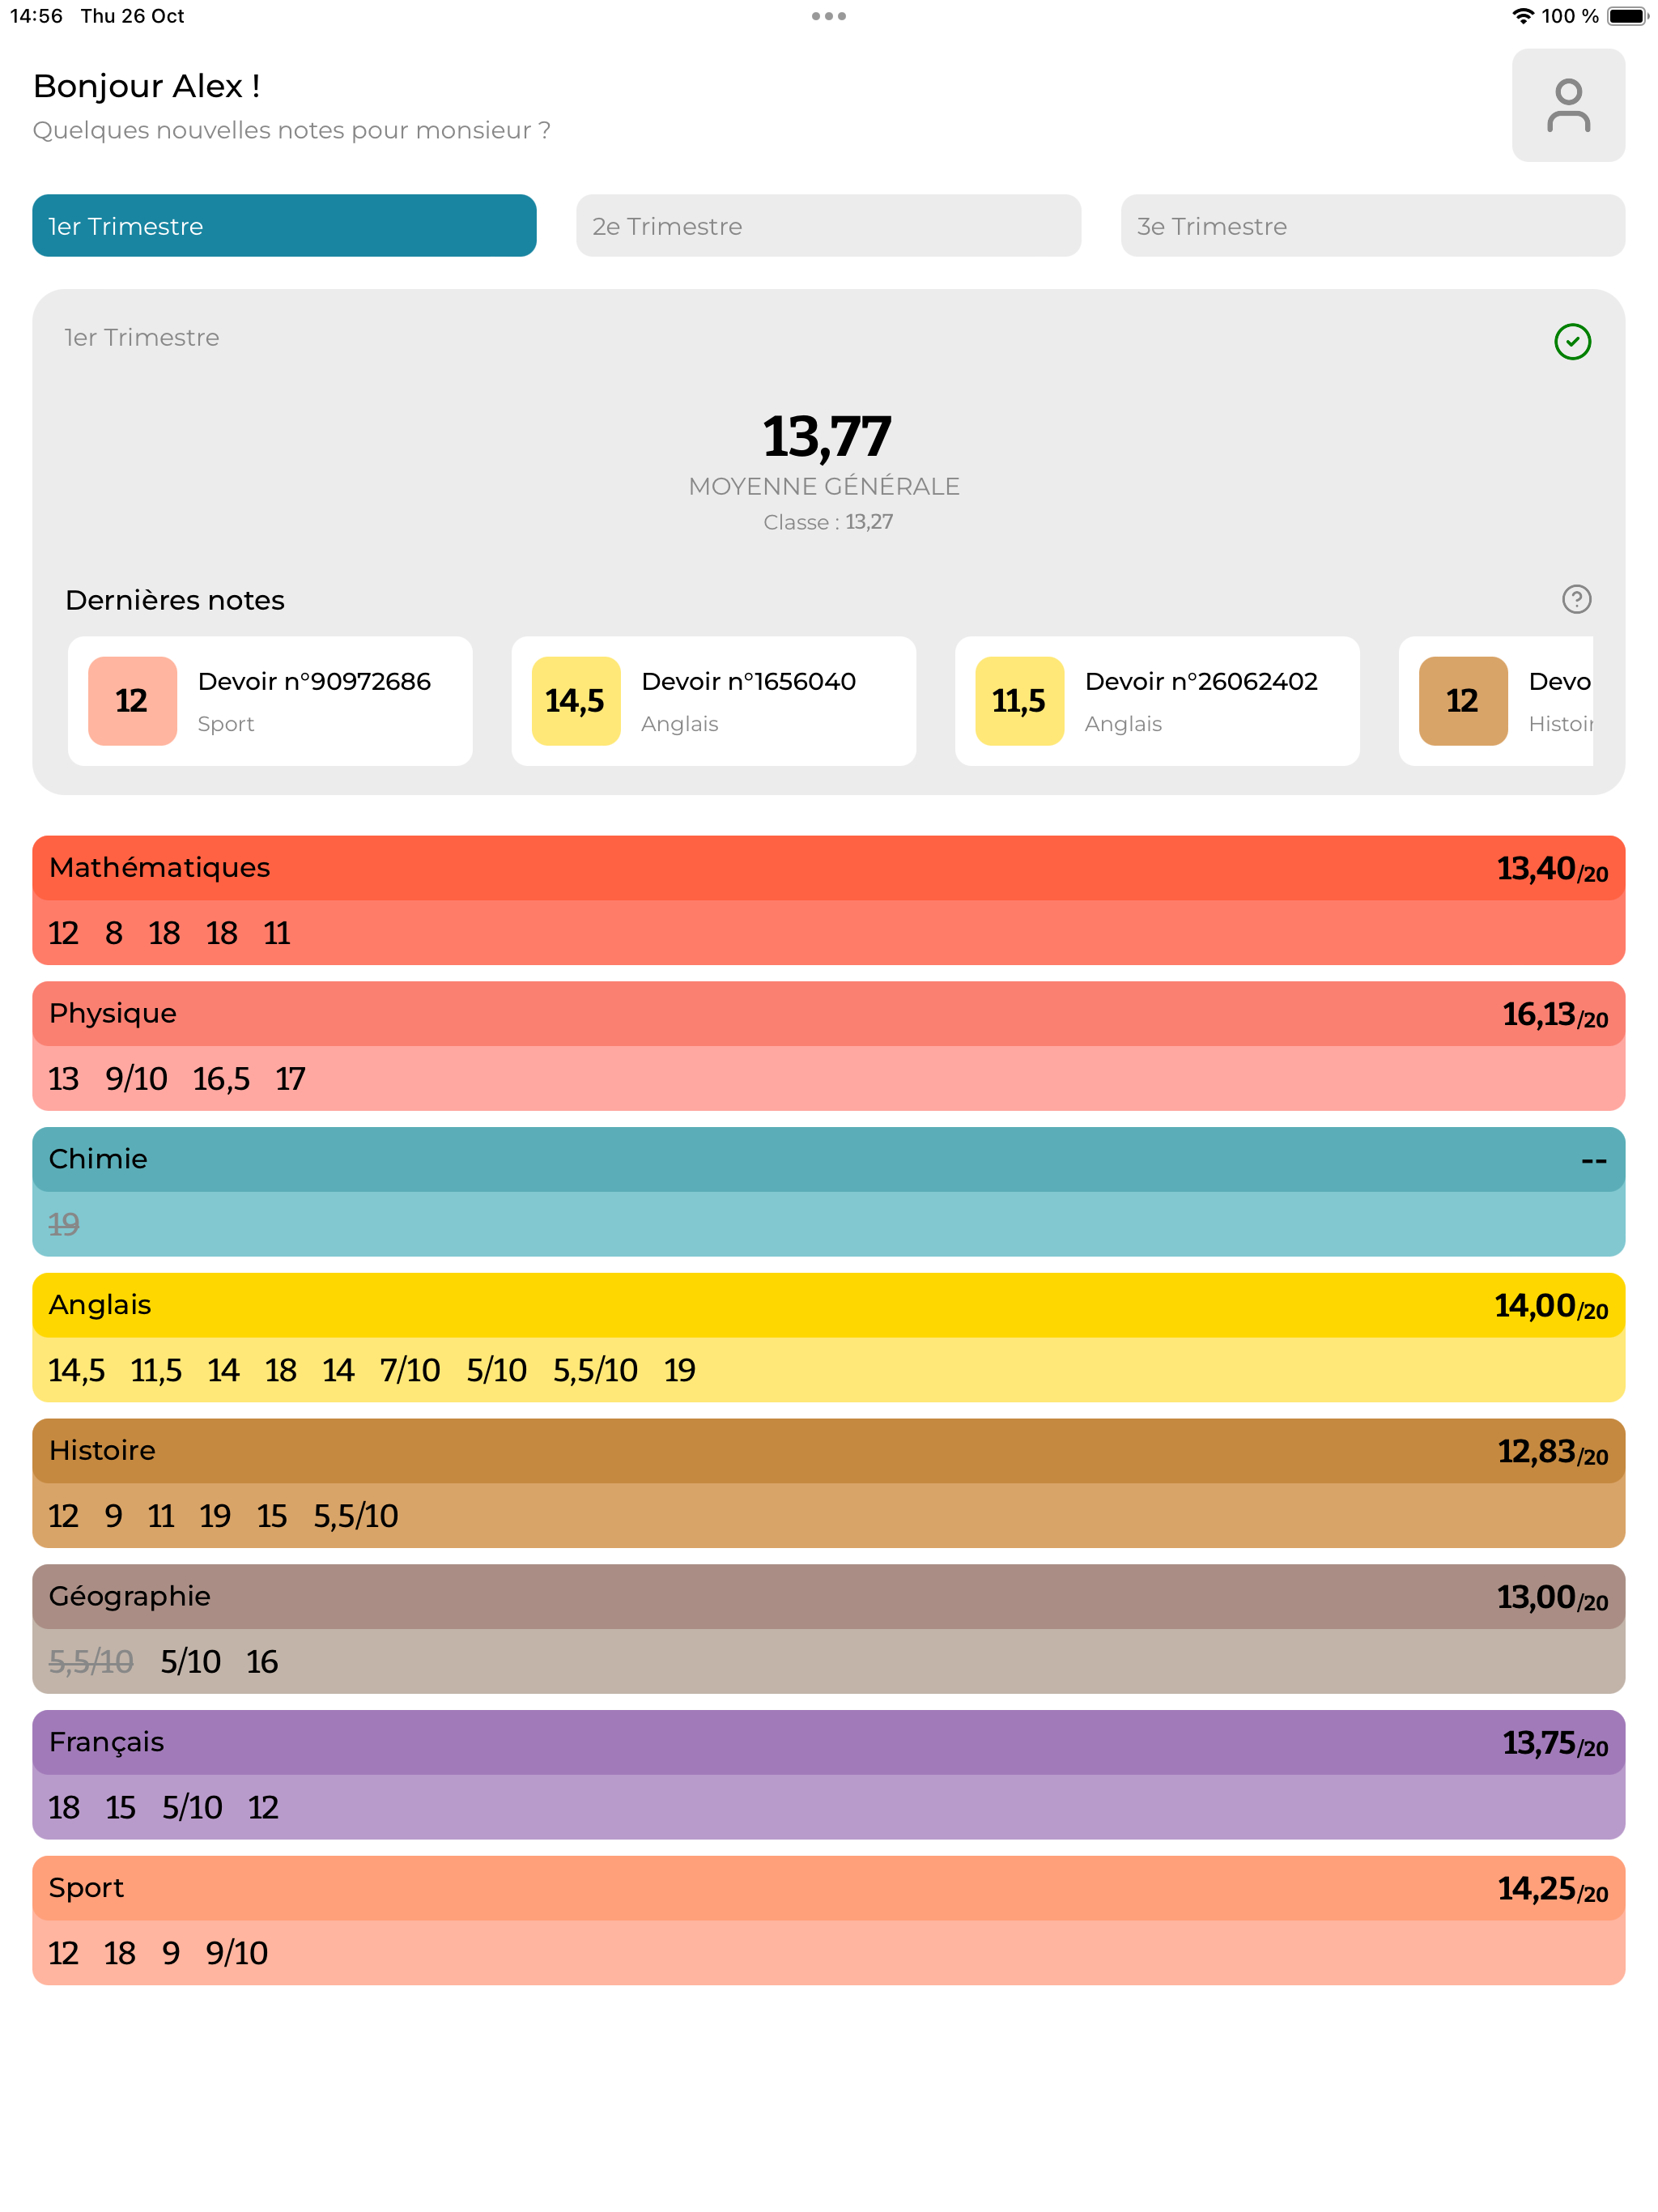 14:56 Thu 26 Oct
100 %
Bonjour Alex !
Quelques nouvelles notes pour monsieur ?
1er Trimestre
2e Trimestre
3e Trimestre
1er Trimestre
13,77
MOYENNE GÉNÉRALE
Classe : 13,27
Dernières notes
12
Devoir n°90972686
Sport
14,5
Devoir n°1656040
Anglais
11,5
Devoir n°26062402
Anglais
12
Devo
Histoir
Mathématiques 13,40/20
12 8 18 18 11
Physique 16,13/20
13 9/10 16,5 17
Chimie --
19
Anglais 14,00/20
14,5 11,5 14 18 14 7/10 5/10 5,5/10 19
Histoire 12,83/20
12 9 11 19 15 5,5/10
Géographie 13,00/20
5,5/10 5/10 16
Français 13,75/20
18 15 5/10 12
Sport 14,25/20
12 18 9 9/10